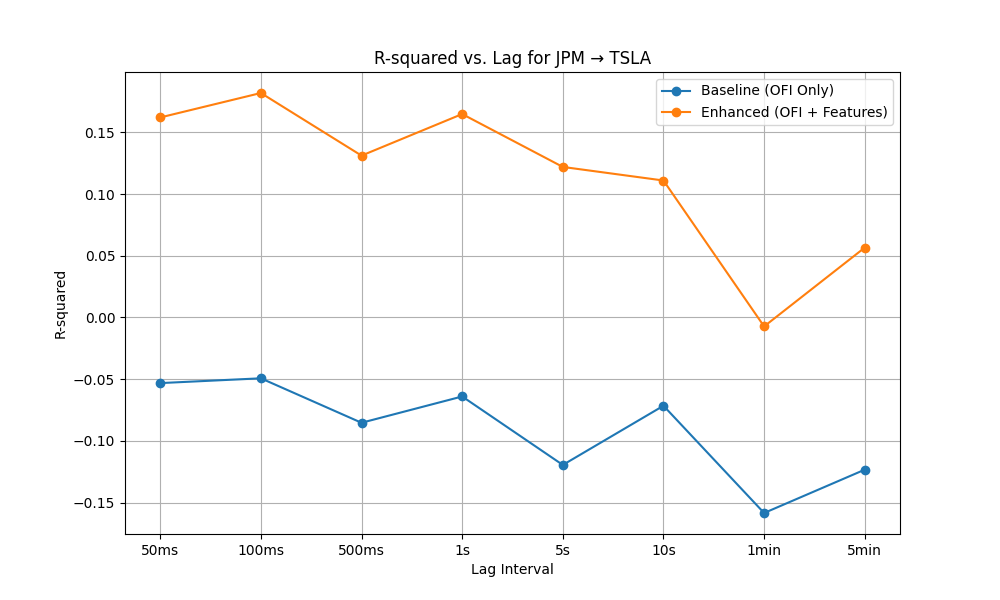 R-squared vs. Lag for JPM → TSLA
Baseline (OFI Only)
Enhanced (OFI + Features)
R-squared
0.15
0.10
0.05
0.00
−0.05
−0.10
−0.15
50ms 100ms 500ms 1s 5s 10s 1min 5min
Lag Interval